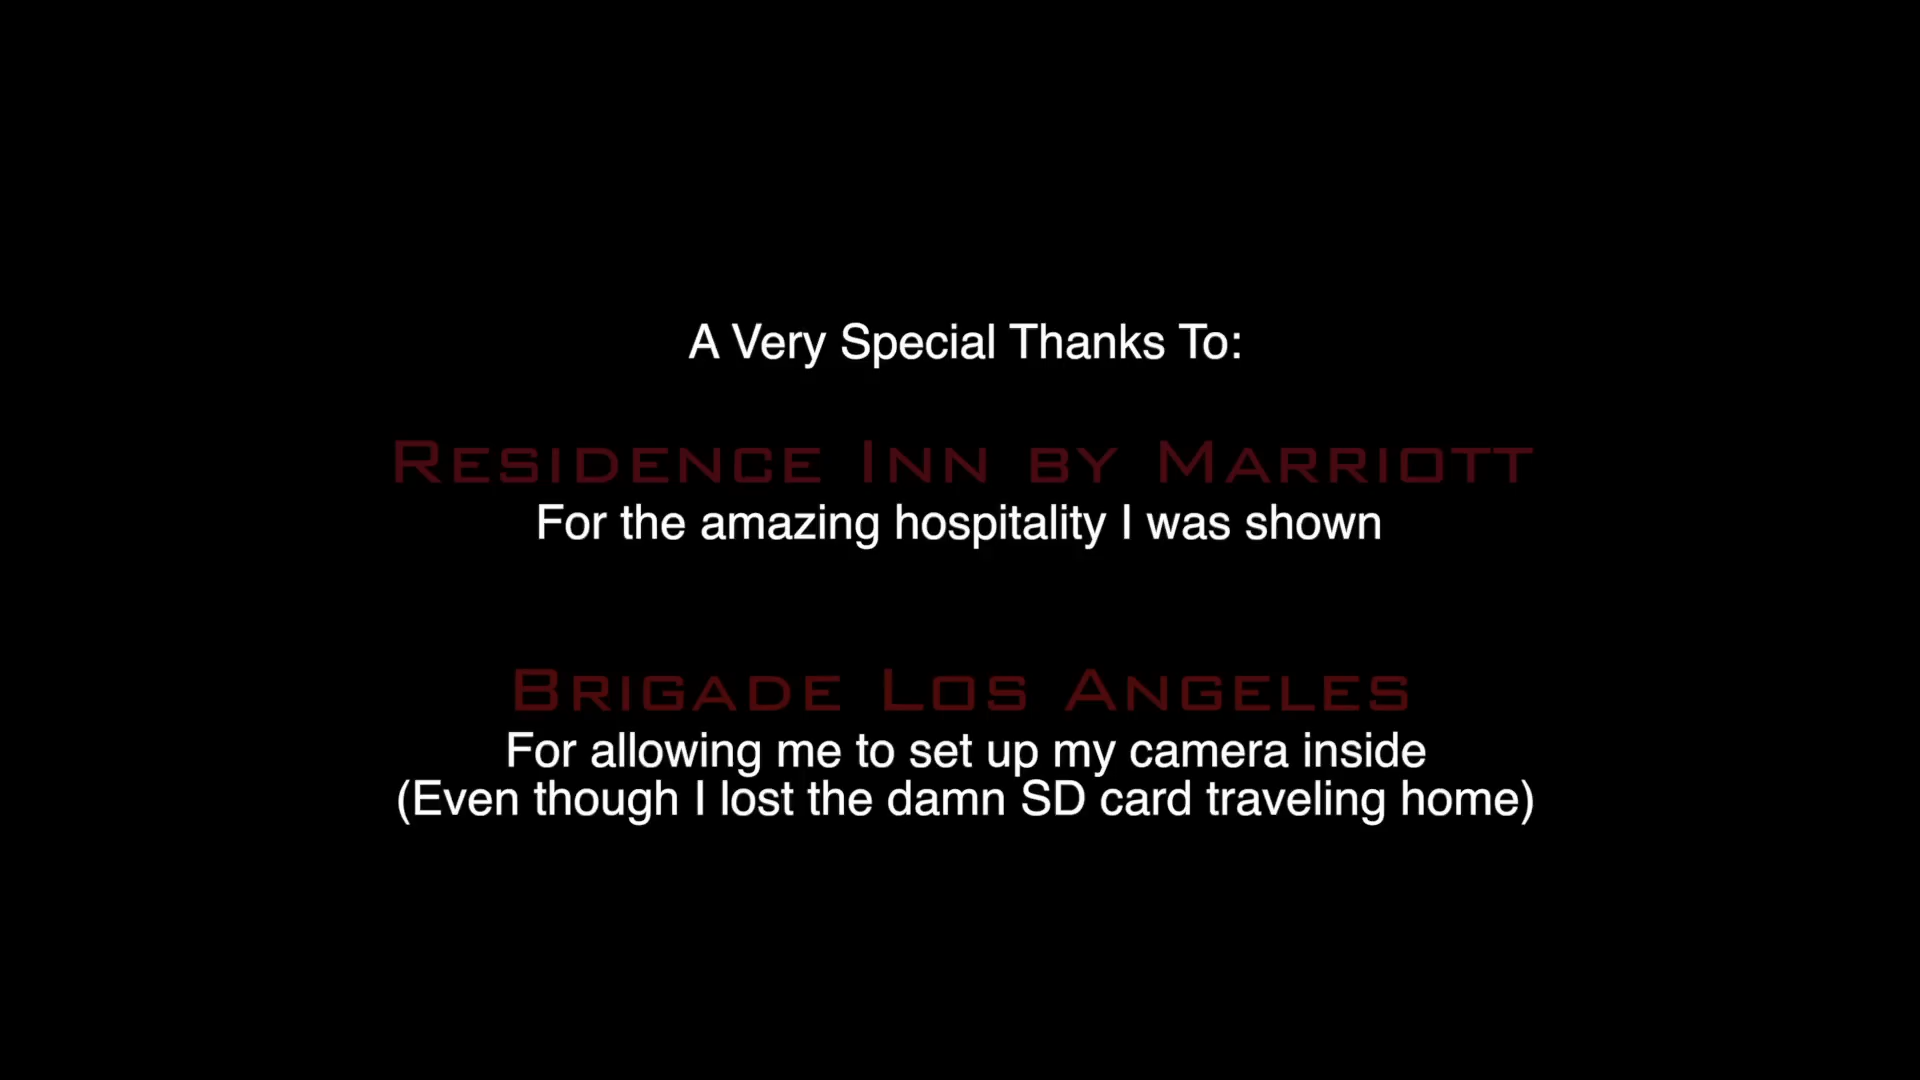 A Very Special Thanks To:
Residence Inn by Marriott
For the amazing hospitality I was shown
Brigade Los Angeles
For allowing me to set up my camera inside
(Even though I lost the damn SD card traveling home)